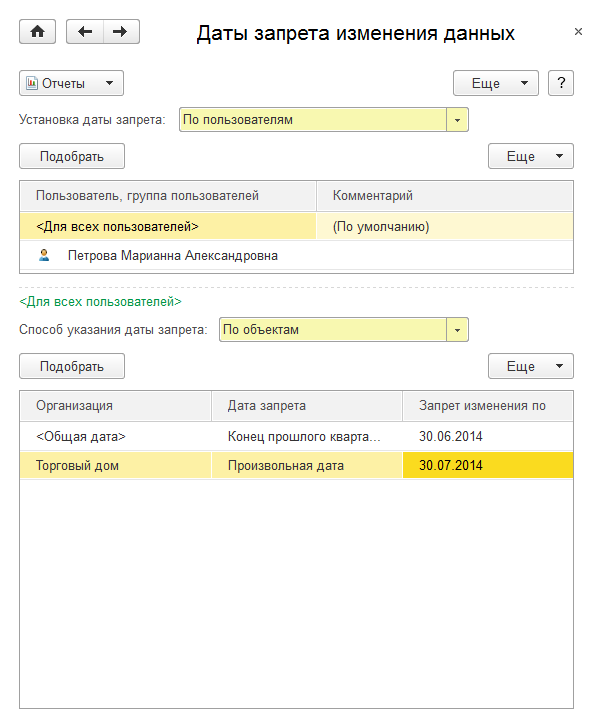 Даты запрета изменения данных
Отчеты Еще ?
Установка даты запрета: По пользователям
Подобрать Еще
Пользователь, группа пользователей Комментарий
<Для всех пользователей> (По умолчанию)
Петрова Марианна Александровна
<Для всех пользователей>
Способ указания даты запрета: По объектам
Подобрать Еще
Организация Дата запрета Запрет изменения по
<Общая дата> Конец прошлого кварта... 30.06.2014
Торговый дом Произвольная дата 30.07.2014